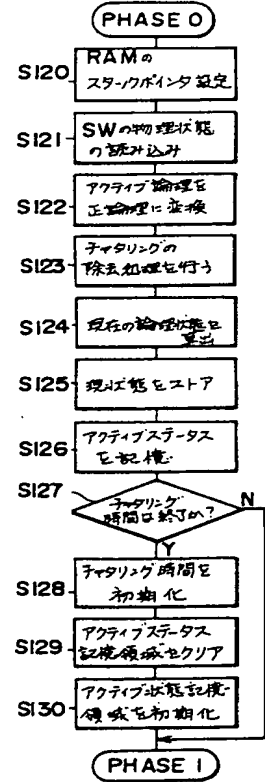 PHASE 0
S120
RAMの
スタックポインタ設定
S121
SWの物理状態
の読み込み
S122
アクティブ論理を
正論理に変換
S123
チャタリングの
除去処理を行う
S124
現在の論理状態を
算出
S125
現状態をストア
S126
アクティブステータス
を記憶
S127
チャタリング
時間は終了か?
N
Y
S128
チャタリング時間を
初期化
S129
アクティブステータス
記憶領域をクリア
S130
アクティブ状態記憶
領域を初期化
PHASE 1